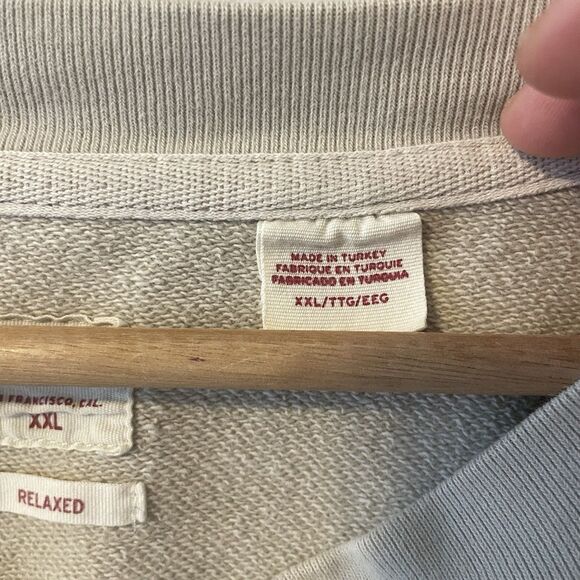 MADE IN TURKEY
FABRIQUE EN TURQUIE
FABRICADO EN TURQUIA
XXL/TTG/EEG
FRANCISCO, CAL.
XXL
RELAXED